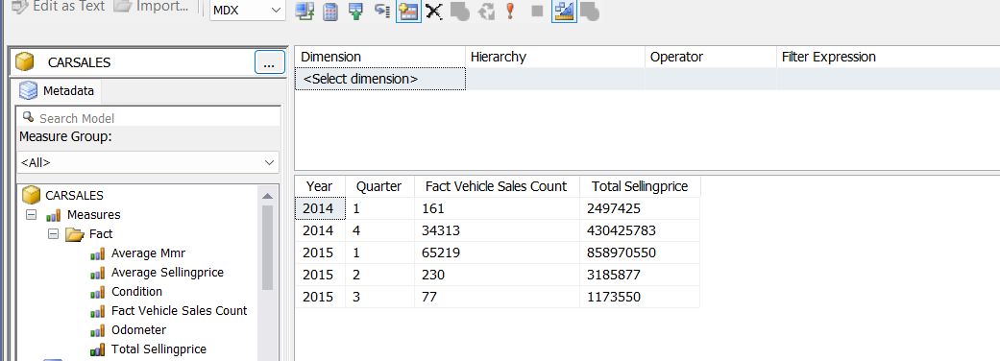 Edit as Text Import... MDX
CARSALES ...
Metadata
Search Model
Measure Group:
<All>
CARSALES
Measures
Fact
Average Mmr
Average Sellingprice
Condition
Fact Vehicle Sales Count
Odometer
Total Sellingprice
Dimension Hierarchy Operator Filter Expression
<Select dimension>
Year Quarter Fact Vehicle Sales Count Total Sellingprice
2014 1 161 2497425
2014 4 34313 430425783
2015 1 65219 858970550
2015 2 230 3185877
2015 3 77 1173550